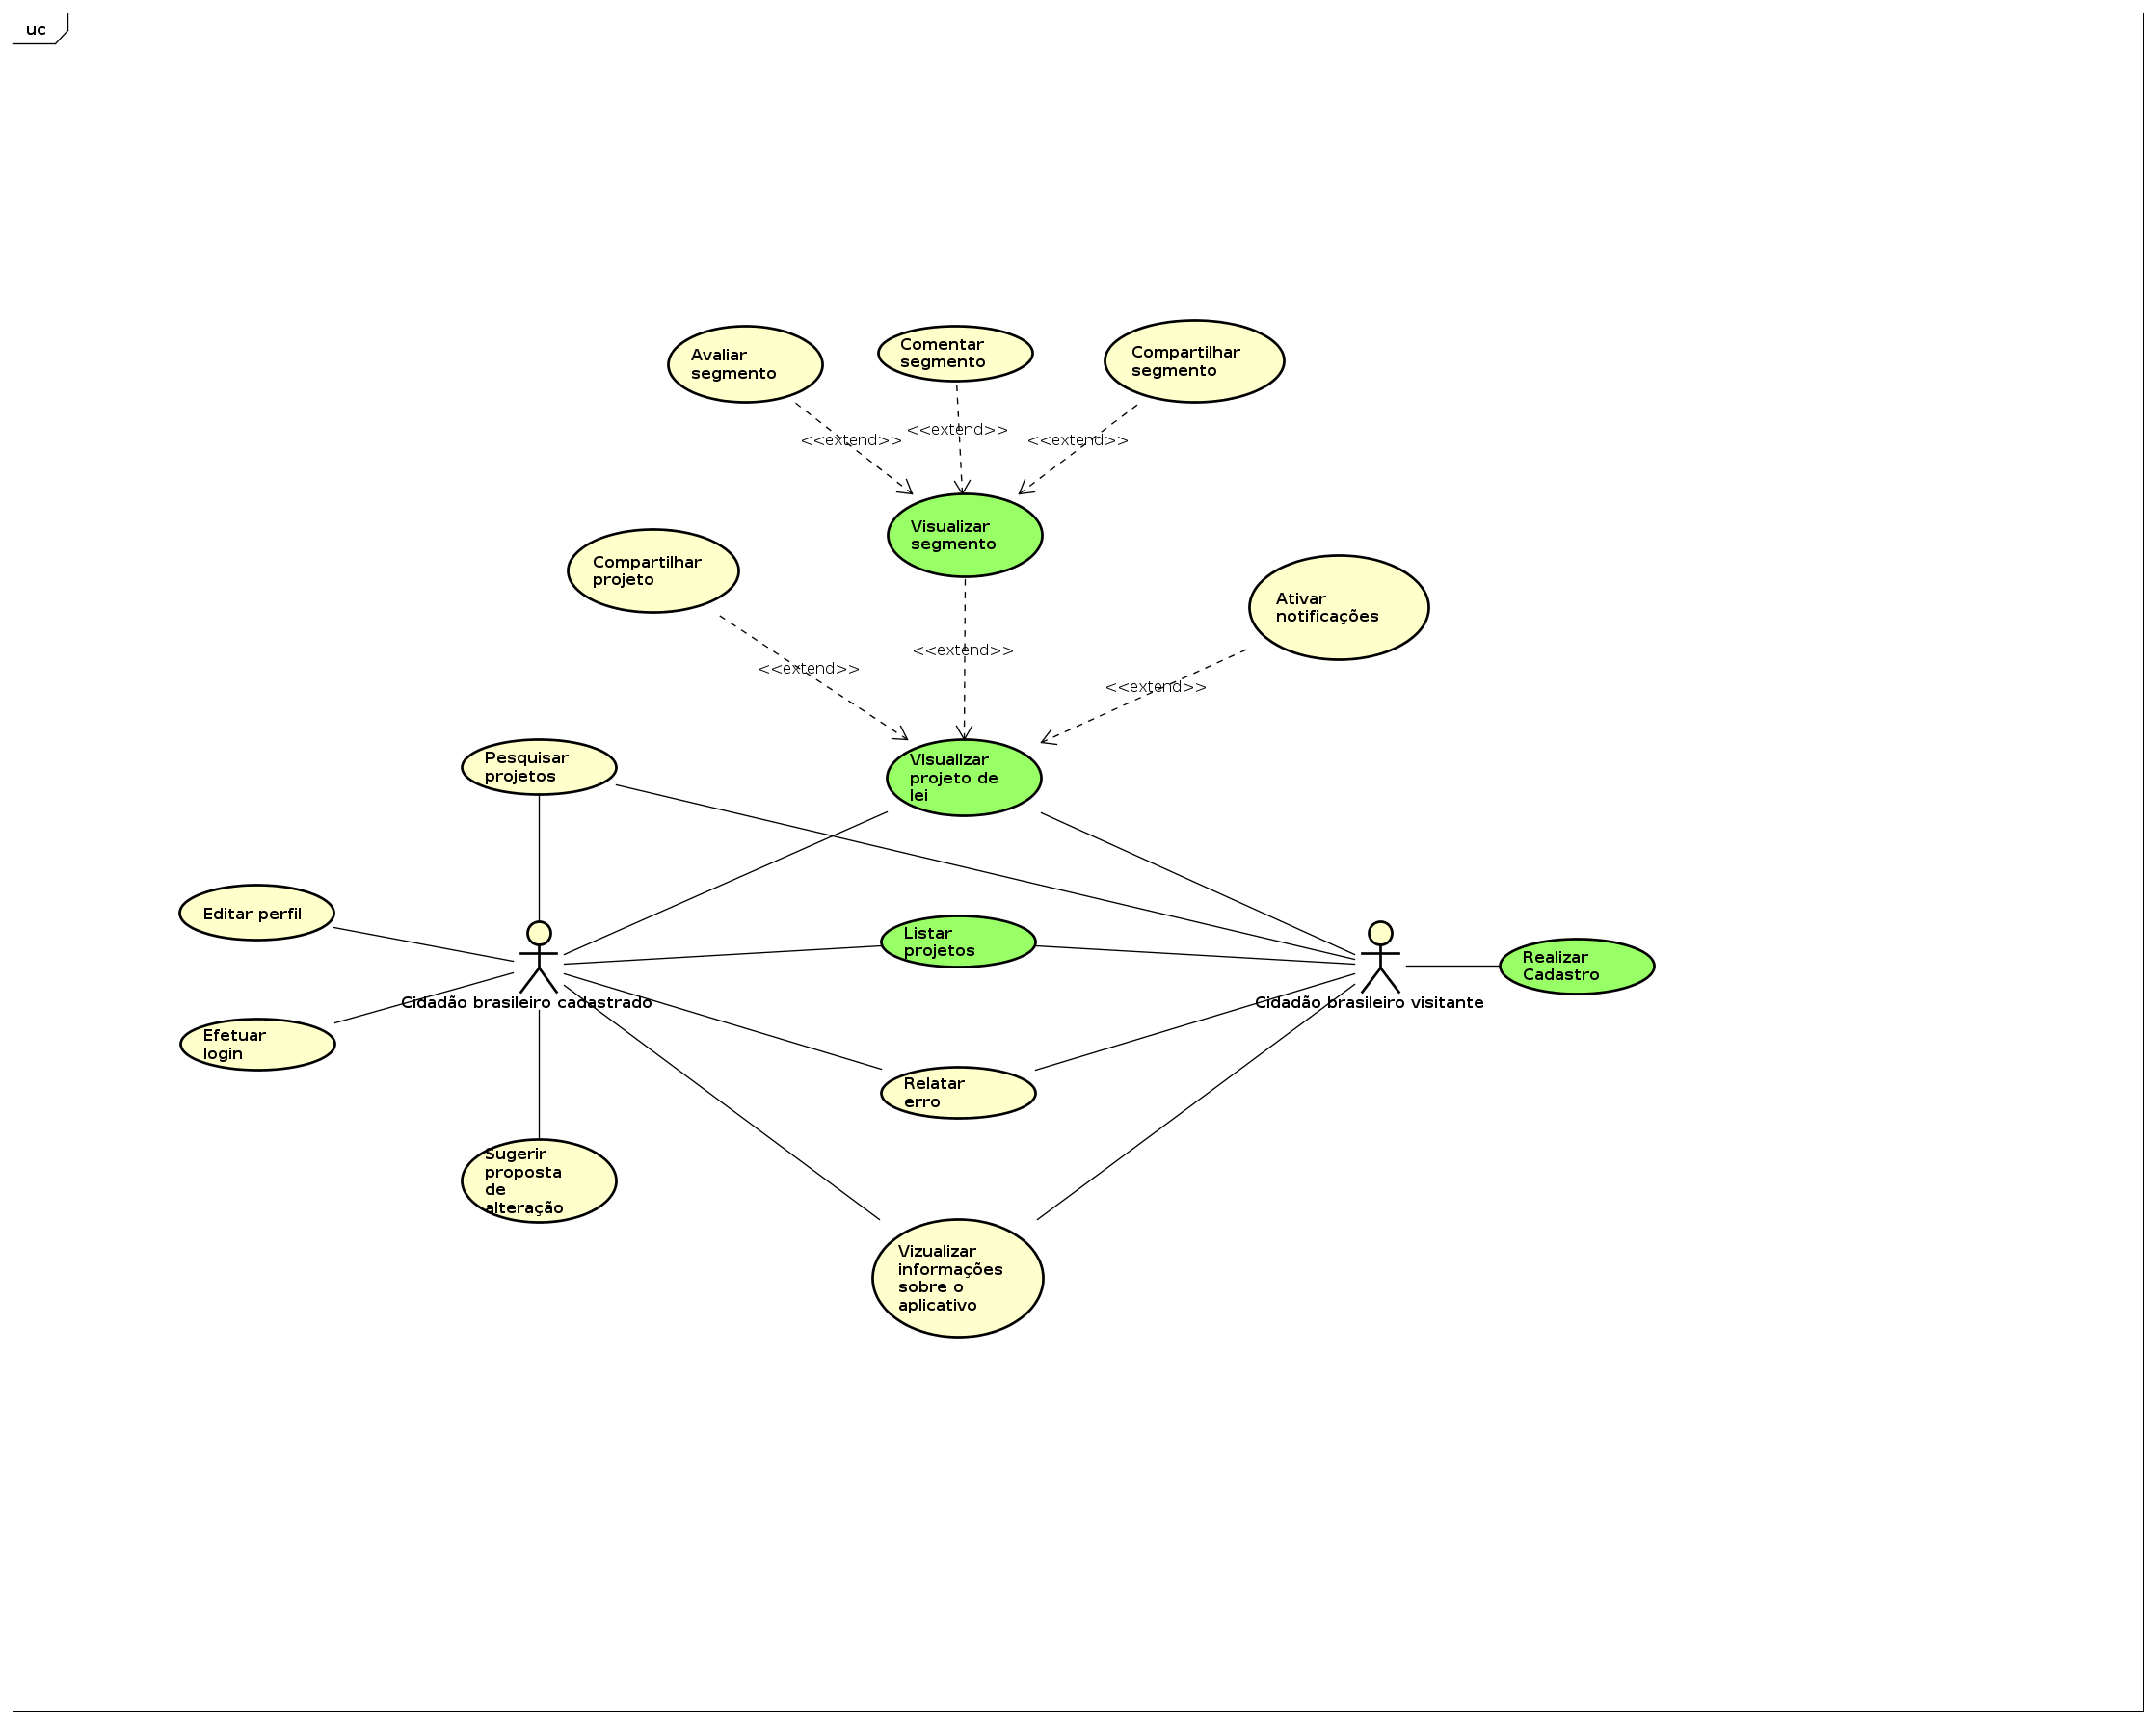 uc
Avaliar
segmento
Comentar
segmento
Compartilhar
segmento
<<extend>>
<<extend>>
<<extend>>
Visualizar
segmento
Compartilhar
projeto
Ativar
notificações
<<extend>>
<<extend>>
<<extend>>
Pesquisar
projetos
Visualizar
projeto de
lei
Editar perfil
Listar
projetos
Realizar
Cadastro
Cidadão brasileiro cadastrado
Cidadão brasileiro visitante
Efetuar
login
Relatar
erro
Sugerir
proposta
de
alteração
Vizualizar
informações
sobre o
aplicativo